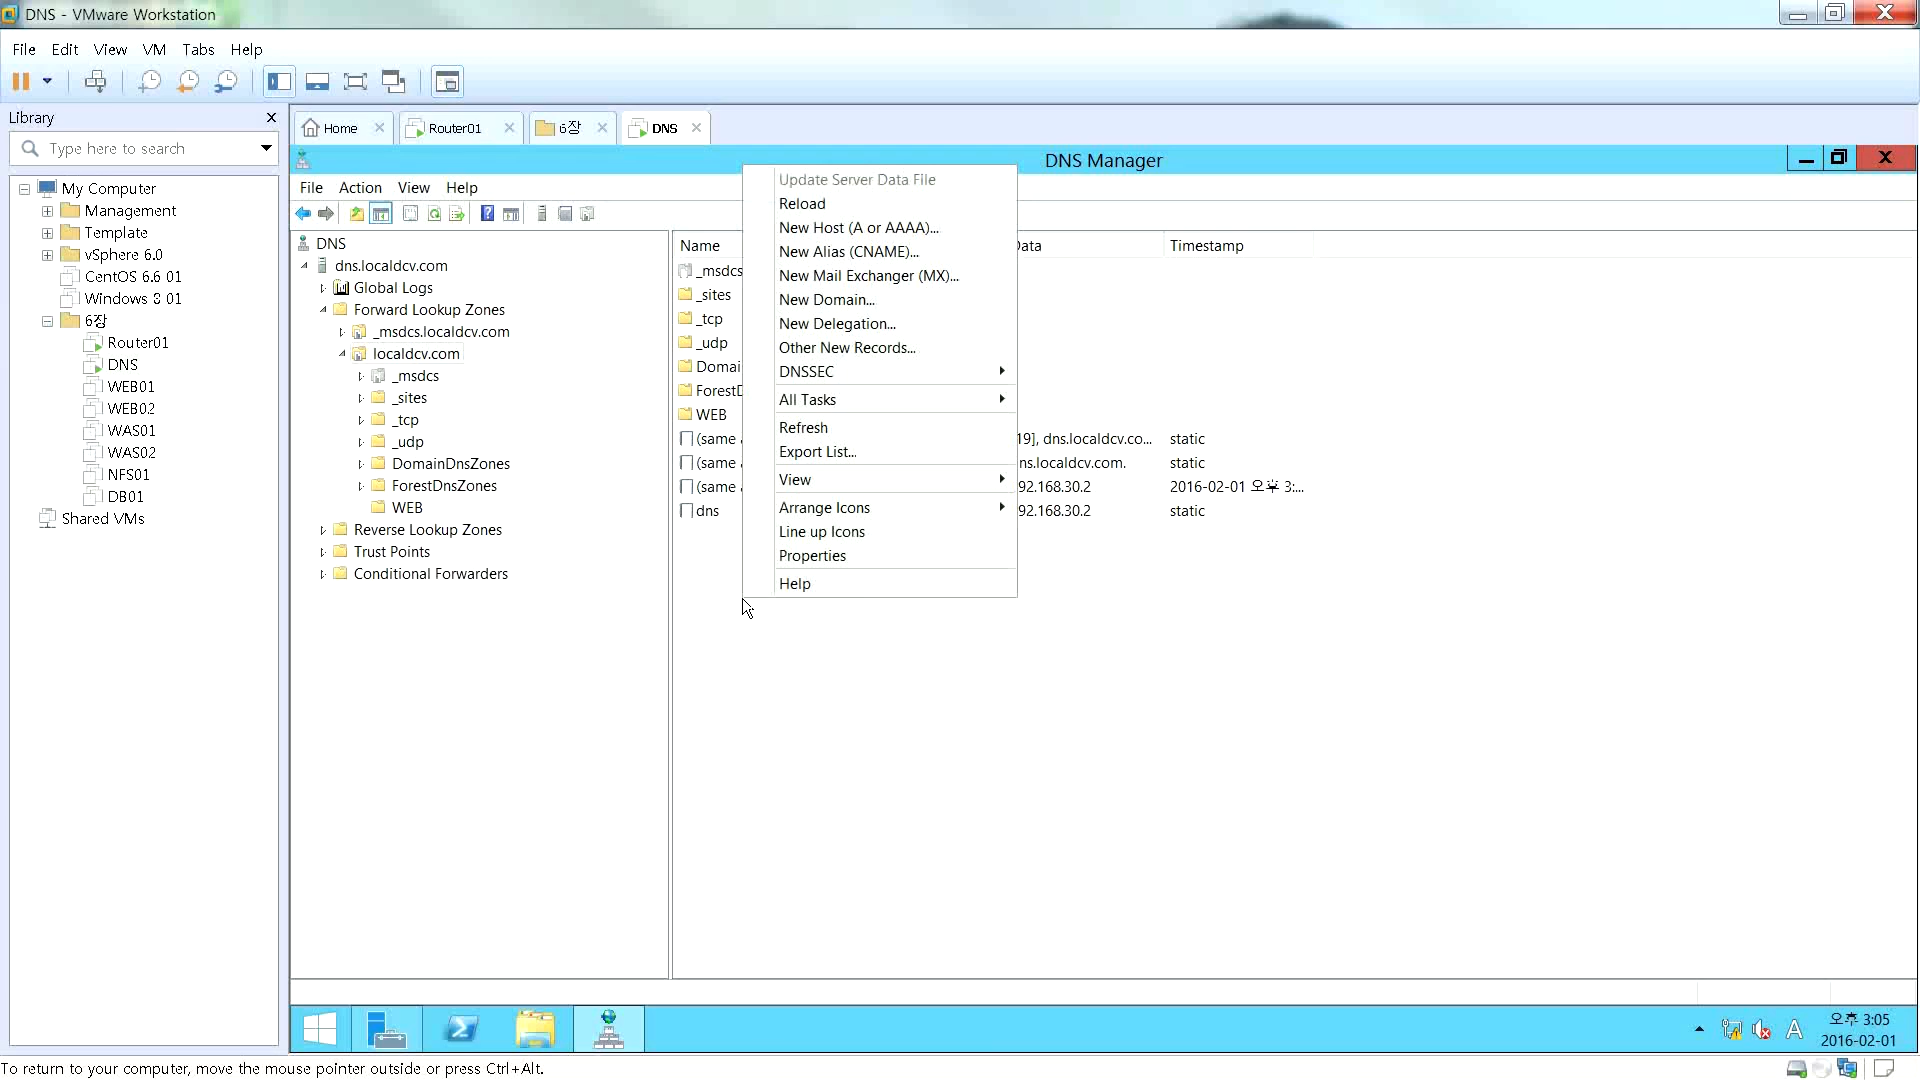 DNS - VMware Workstation
File Edit View VM Tabs Help
Library
Type here to search
My Computer
Management
Template
vSphere 6.0
CentOS 6.6 01
Windows 8 01
6장
Router01
DNS
WEB01
WEB02
WAS01
WAS02
NFS01
DB01
Shared VMs
Home
Router01
6장
DNS
DNS Manager
File Action View Help
DNS
dns.localdcv.com
Global Logs
Forward Lookup Zones
_msdcs.localdcv.com
localdcv.com
_msdcs
_sites
_tcp
_udp
DomainDnsZones
ForestDnsZones
WEB
Reverse Lookup Zones
Trust Points
Conditional Forwarders
Name
Timestamp
_msdcs
_sites
_tcp
_udp
Domai
Forest
WEB
(same 19], dns.localdcv.co... static
(same ns.localdcv.com. static
(same 92.168.30.2 2016-02-01 오후 3:...
dns 92.168.30.2 static
Update Server Data File
Reload
New Host (A or AAAA)...
New Alias (CNAME)...
New Mail Exchanger (MX)...
New Domain...
New Delegation...
Other New Records...
DNSSEC
All Tasks
Refresh
Export List...
View
Arrange Icons
Line up Icons
Properties
Help
A
오후 3:05
2016-02-01
To return to your computer, move the mouse pointer outside or press Ctrl+Alt.